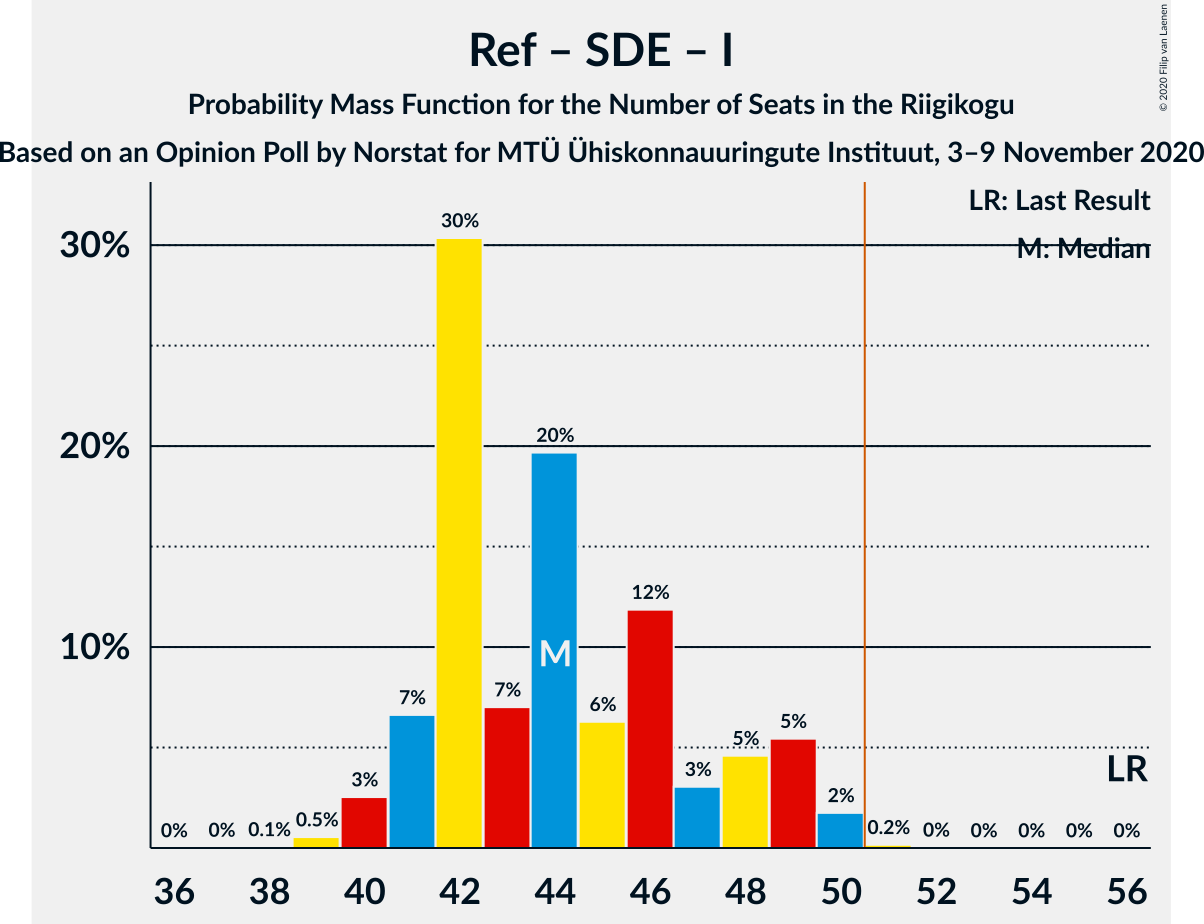 Ref – SDE – I
Probability Mass Function for the Number of Seats in the Riigikogu
Based on an Opinion Poll by Norstat for MTÜ Ühiskonnauuringute Instituut, 3–9 November 2020
© 2020 Filip van Laenen
LR: Last Result
M: Median
30%
20%
10%
0%
0%
0.1%
0.5%
3%
7%
30%
7%
20%
6%
12%
3%
5%
5%
2%
0.2%
0%
0%
0%
0%
0%
M
LR
36 38 40 42 44 46 48 50 52 54 56